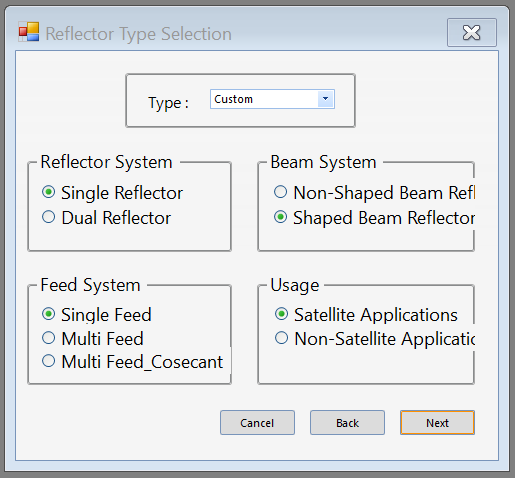 Reflector Type Selection
Type :
Custom
Reflector System
Single Reflector
Dual Reflector
Beam System
Non-Shaped Beam Refl
Shaped Beam Reflector
Feed System
Single Feed
Multi Feed
Multi Feed_Cosecant
Usage
Satellite Applications
Non-Satellite Applicatio
Cancel
Back
Next